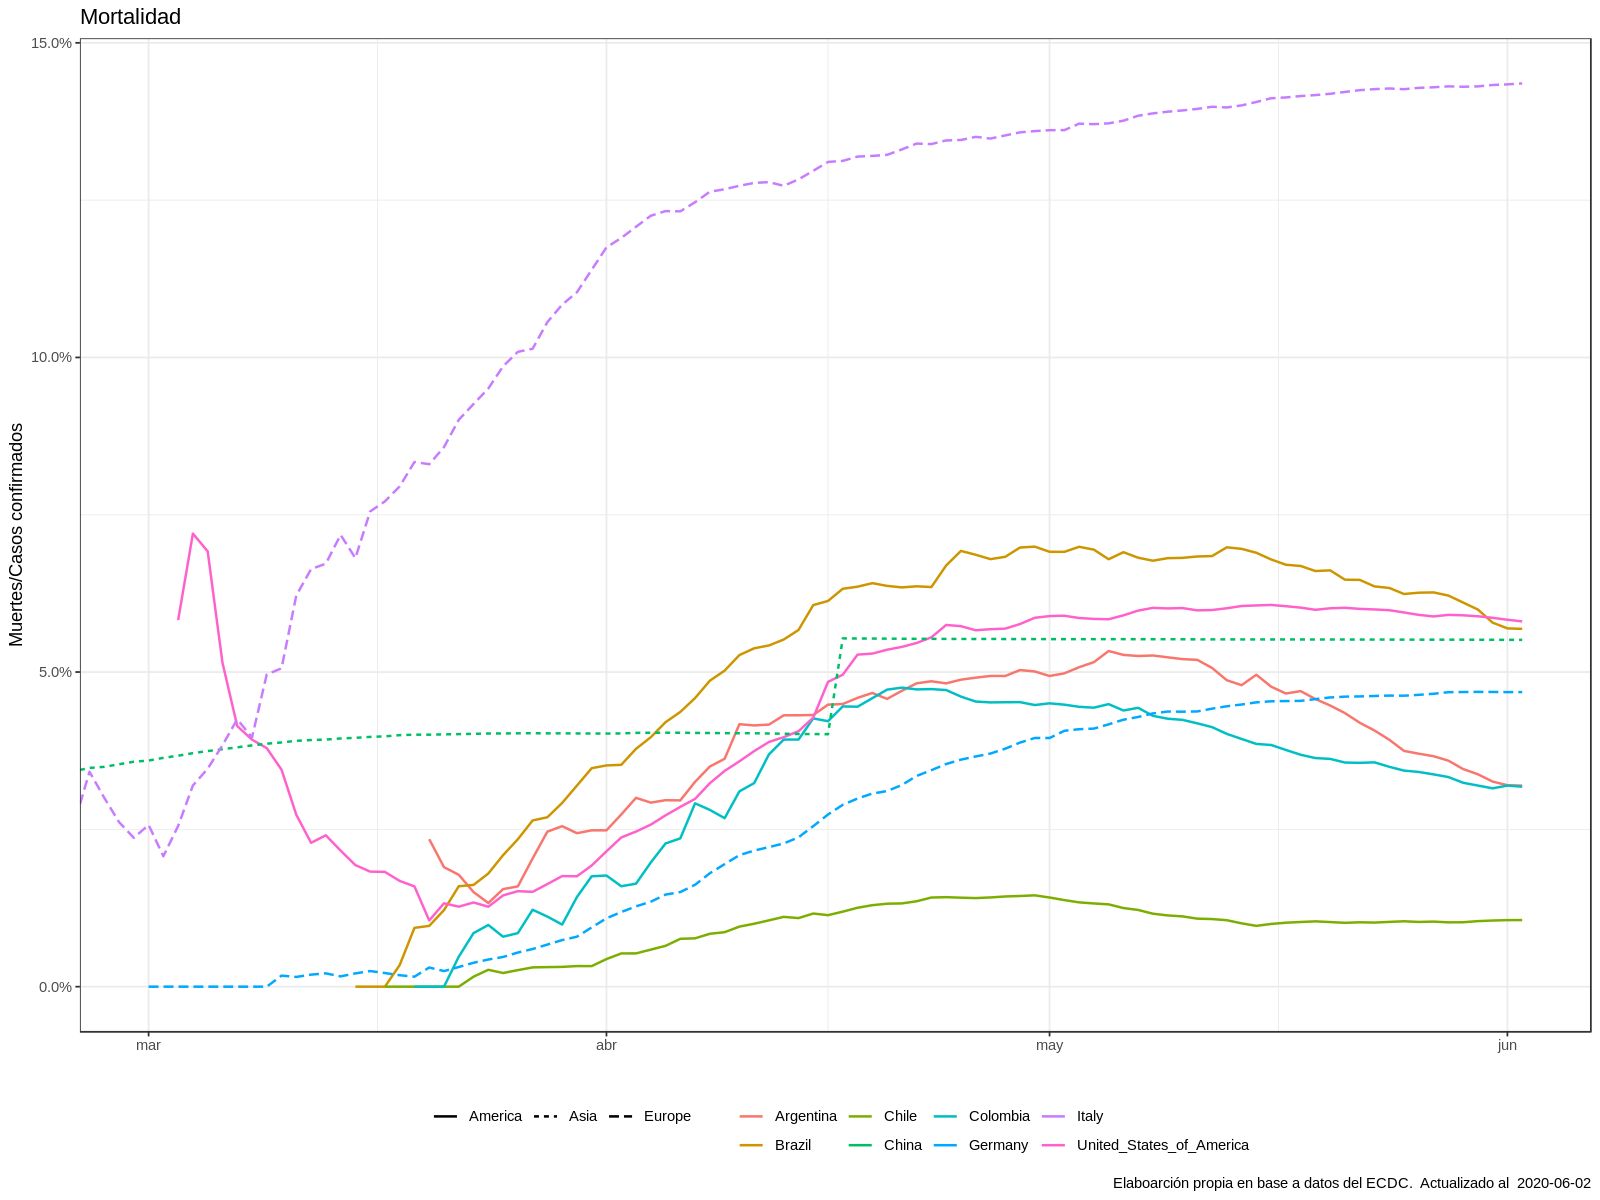 Mortalidad
15.0%
10.0%
5.0%
0.0%
Muertes/Casos confirmados
mar abr may jun
America Asia Europe Argentina Chile Colombia Italy
Brazil China Germany United_States_of_America
Elaboarción propia en base a datos del ECDC. Actualizado al 2020-06-02